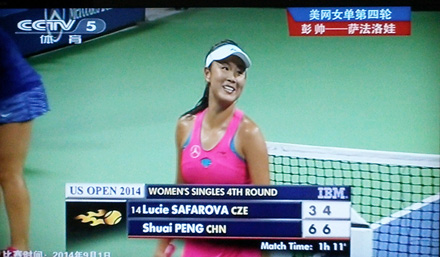 CCTV 5
体育
美网女单第四轮
彭帅——萨法洛娃
US OPEN 2014 WOMEN'S SINGLES 4TH ROUND IBM
14 Lucie SAFAROVA CZE 3 4
Shuai PENG CHN 6 6
Match Time: 1h 11'
比赛时间：2014年9月1日